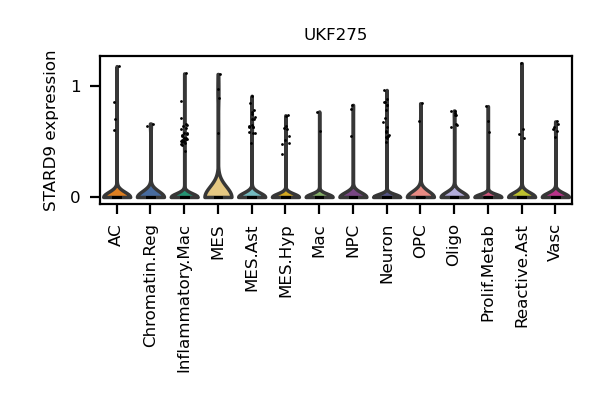 UKF275
STARD9 expression
1
0
AC
Chromatin.Reg
Inflammatory.Mac
MES
MES.Ast
MES.Hyp
Mac
NPC
Neuron
OPC
Oligo
Prolif.Metab
Reactive.Ast
Vasc